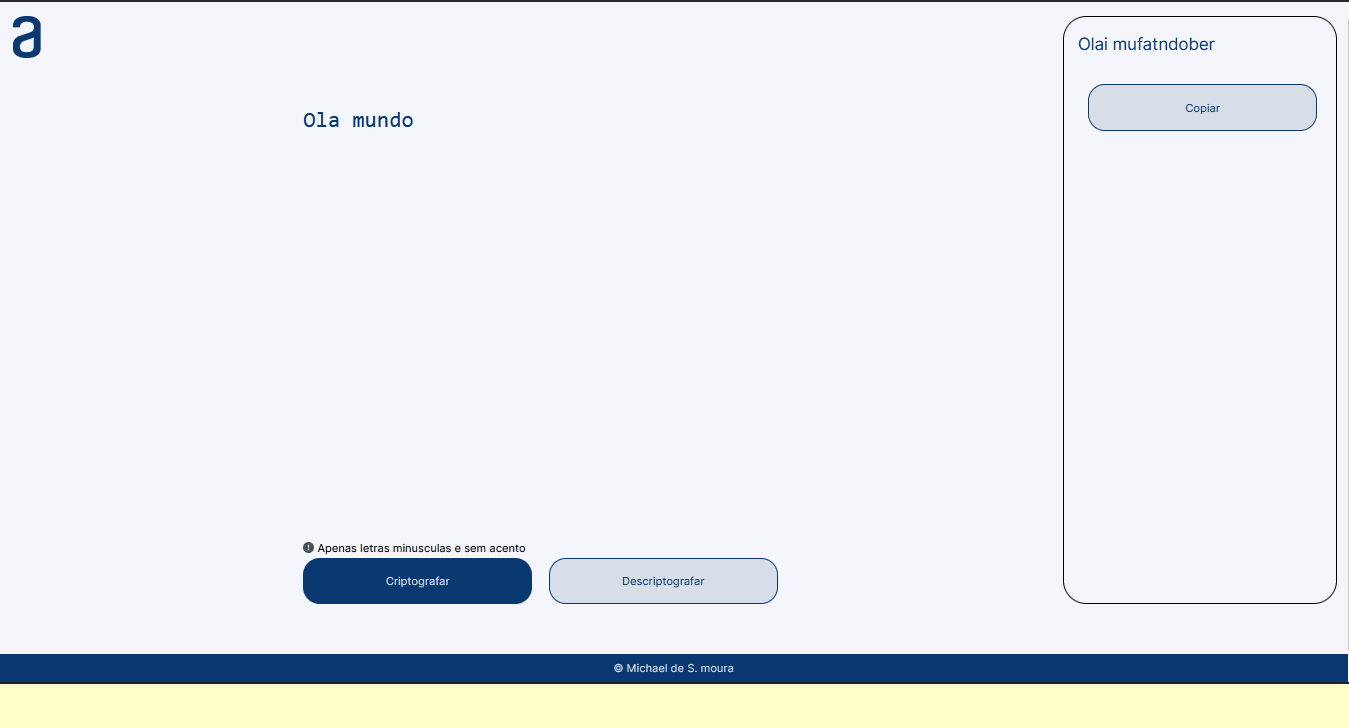 a
Ola mundo
Apenas letras minusculas e sem acento
Criptografar
Descriptografar
Olai mufatndober
Copiar
© Michael de S. moura